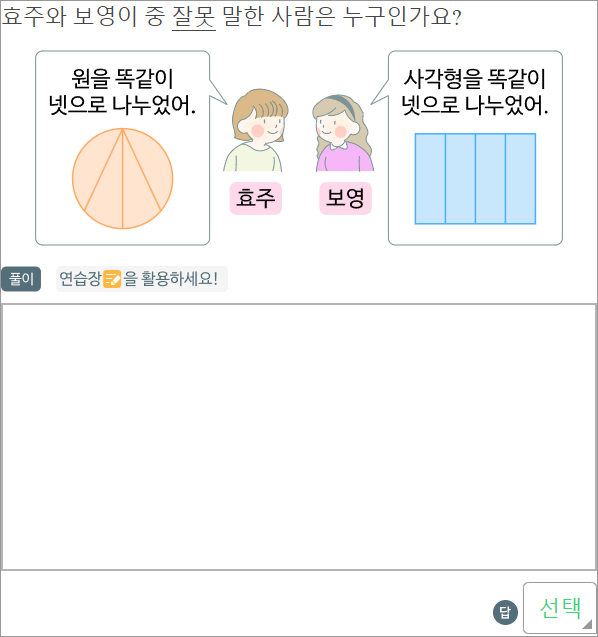 효주와 보영이 중 잘못 말한 사람은 누구인가요?
원을 똑같이
넷으로 나누었어.
사각형을 똑같이
넷으로 나누었어.
효주
보영
풀이
연습장을 활용하세요!
답
선택